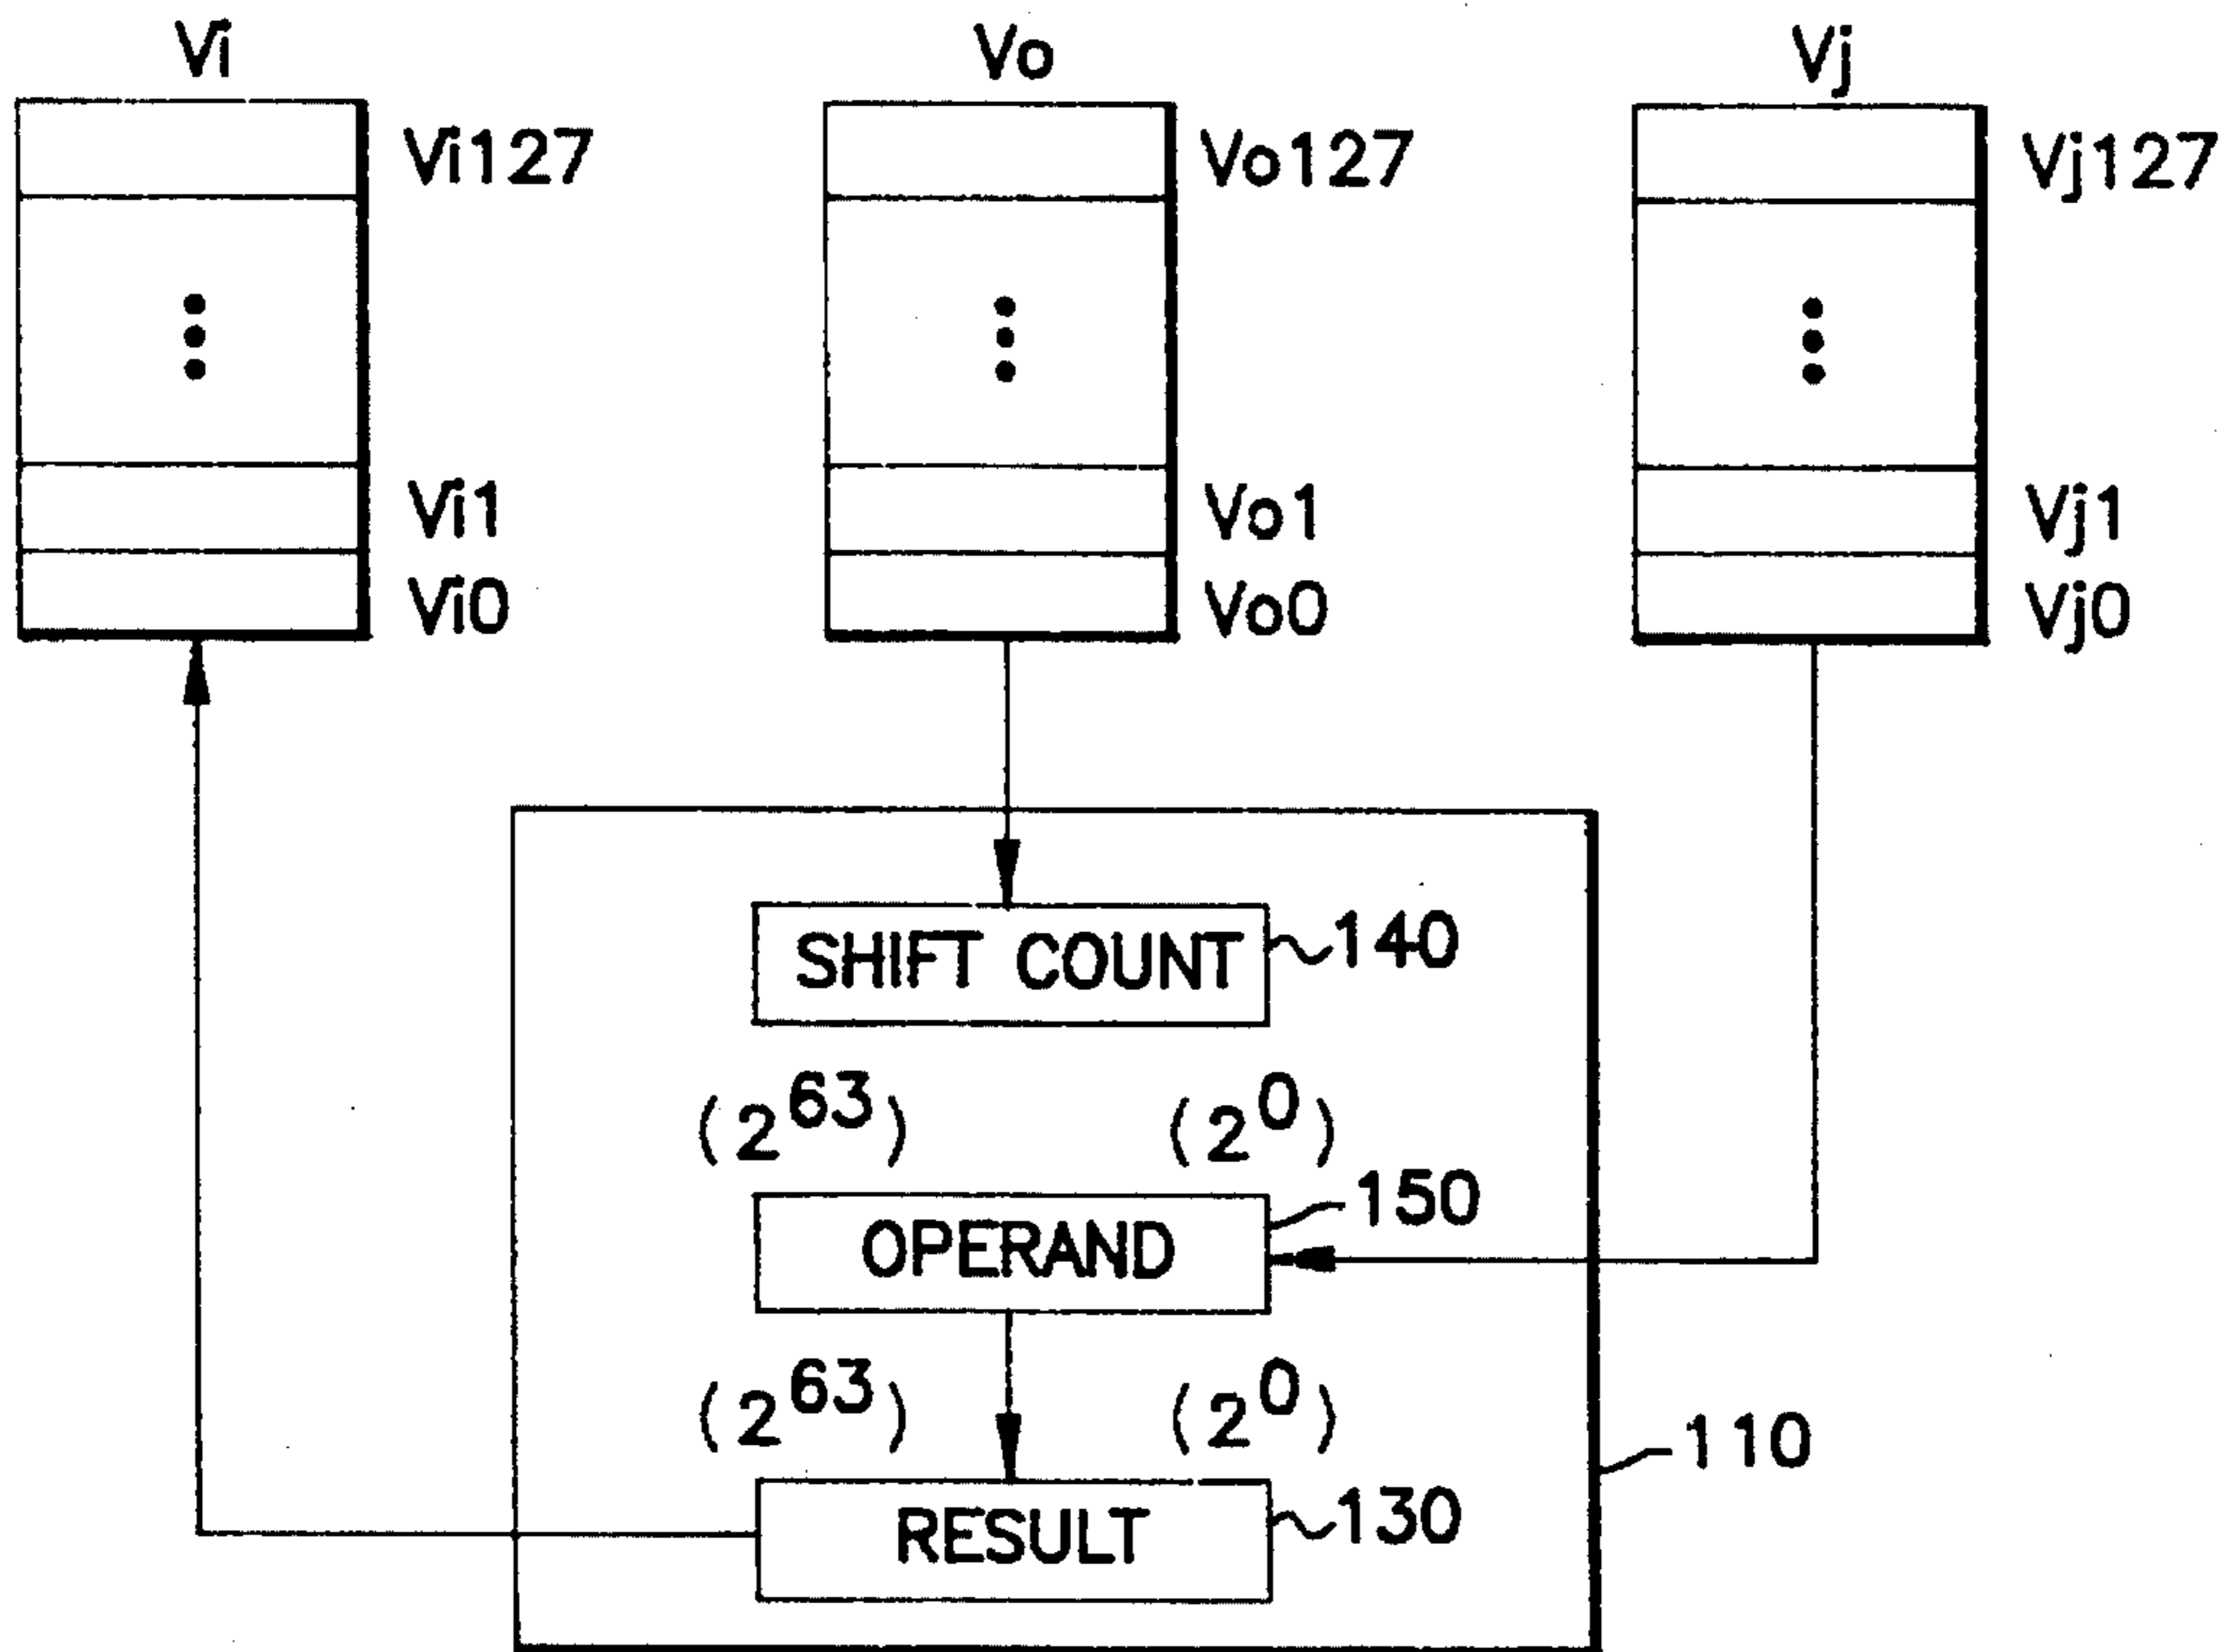 Vi Vo Vj
Vi127 Vo127 Vj127
Vi1 Vo1 Vj1
Vi0 Vo0 Vj0
SHIFT COUNT 140
(2^63) (2^0)
150
OPERAND
(2^63) (2^0)
110
RESULT 130